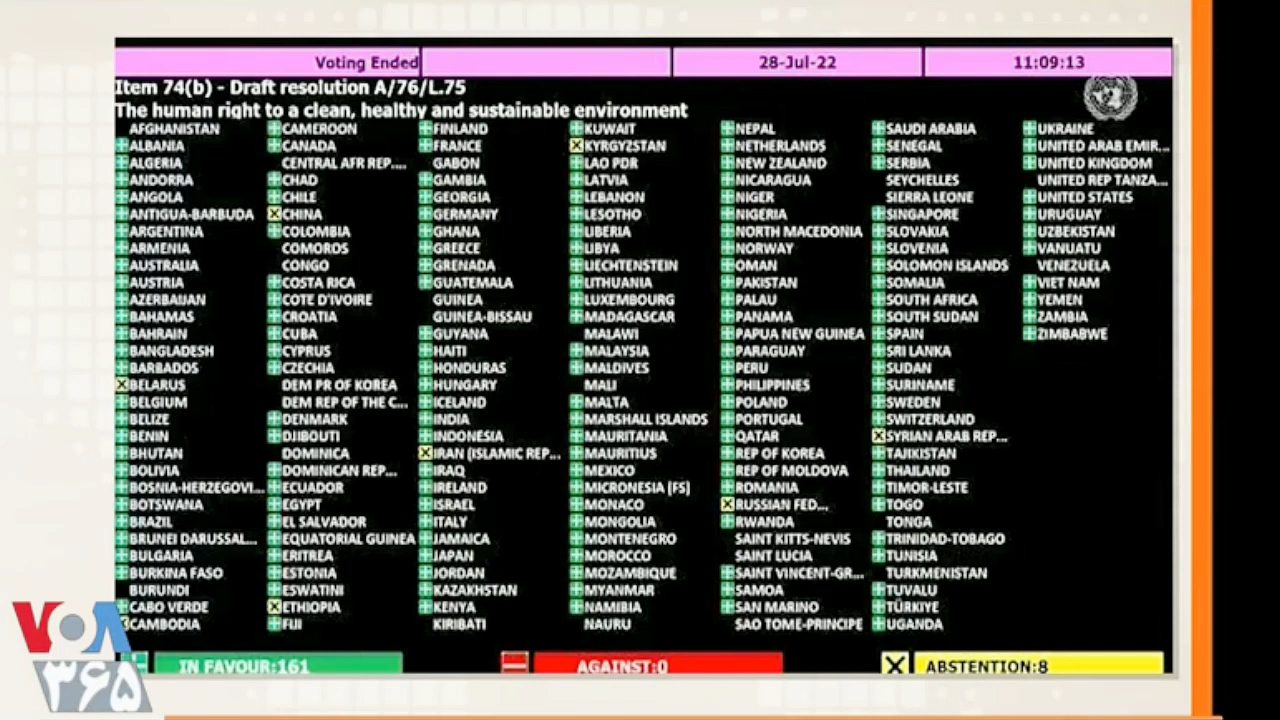 Voting Ended 28-Jul-22 11:09:13
Item 74(b) - Draft resolution A/76/L.75
The human right to a clean, healthy and sustainable environment
AFGHANISTAN
ALBANIA
ALGERIA
ANDORRA
ANGOLA
ANTIGUA-BARBUDA
ARGENTINA
ARMENIA
AUSTRALIA
AUSTRIA
AZERBAIJAN
BAHAMAS
BAHRAIN
BANGLADESH
BARBADOS
BELARUS
BELGIUM
BELIZE
BENIN
BHUTAN
BOLIVIA
BOSNIA-HERZEGOVI...
BOTSWANA
BRAZIL
BRUNEI DARUSSAL...
BULGARIA
BURKINA FASO
BURUNDI
CABO VERDE
CAMBODIA
CAMEROON
CANADA
CENTRAL AFR REP....
CHAD
CHILE
CHINA
COLOMBIA
COMOROS
CONGO
COSTA RICA
COTE D'IVOIRE
CROATIA
CUBA
CYPRUS
CZECHIA
DEM PR OF KOREA
DEM REP OF THE C...
DENMARK
DJIBOUTI
DOMINICA
DOMINICAN REP...
ECUADOR
EGYPT
EL SALVADOR
EQUATORIAL GUINEA
ERITREA
ESTONIA
ESWATINI
ETHIOPIA
FIJI
FINLAND
FRANCE
GABON
GAMBIA
GEORGIA
GERMANY
GHANA
GREECE
GRENADA
GUATEMALA
GUINEA
GUINEA-BISSAU
GUYANA
HAITI
HONDURAS
HUNGARY
ICELAND
INDIA
INDONESIA
IRAN (ISLAMIC REP...
IRAQ
IRELAND
ISRAEL
ITALY
JAMAICA
JAPAN
JORDAN
KAZAKHSTAN
KENYA
KIRIBATI
KUWAIT
KYRGYZSTAN
LAO PDR
LATVIA
LEBANON
LESOTHO
LIBERIA
LIBYA
LIECHTENSTEIN
LITHUANIA
LUXEMBOURG
MADAGASCAR
MALAWI
MALAYSIA
MALDIVES
MALI
MALTA
MARSHALL ISLANDS
MAURITANIA
MAURITIUS
MEXICO
MICRONESIA (FS)
MONACO
MONGOLIA
MONTENEGRO
MOROCCO
MOZAMBIQUE
MYANMAR
NAMIBIA
NAURU
NEPAL
NETHERLANDS
NEW ZEALAND
NICARAGUA
NIGER
NIGERIA
NORTH MACEDONIA
NORWAY
OMAN
PAKISTAN
PALAU
PANAMA
PAPUA NEW GUINEA
PARAGUAY
PERU
PHILIPPINES
POLAND
PORTUGAL
QATAR
REP OF KOREA
REP OF MOLDOVA
ROMANIA
RUSSIAN FED...
RWANDA
SAINT KITTS-NEVIS
SAINT LUCIA
SAINT VINCENT-GR...
SAMOA
SAN MARINO
SAO TOME-PRINCIPE
SAUDI ARABIA
SENEGAL
SERBIA
SEYCHELLES
SIERRA LEONE
SINGAPORE
SLOVAKIA
SLOVENIA
SOLOMON ISLANDS
SOMALIA
SOUTH AFRICA
SOUTH SUDAN
SPAIN
SRI LANKA
SUDAN
SURINAME
SWEDEN
SWITZERLAND
SYRIAN ARAB REP...
TAJIKISTAN
THAILAND
TIMOR-LESTE
TOGO
TONGA
TRINIDAD-TOBAGO
TUNISIA
TURKMENISTAN
TUVALU
TÜRKIYE
UGANDA
UKRAINE
UNITED ARAB EMIR...
UNITED KINGDOM
UNITED REP TANZA...
UNITED STATES
URUGUAY
UZBEKISTAN
VANUATU
VENEZUELA
VIET NAM
YEMEN
ZAMBIA
ZIMBABWE
IN FAVOUR:161 AGAINST:0 ABSTENTION:8
VOA
۳۶۵